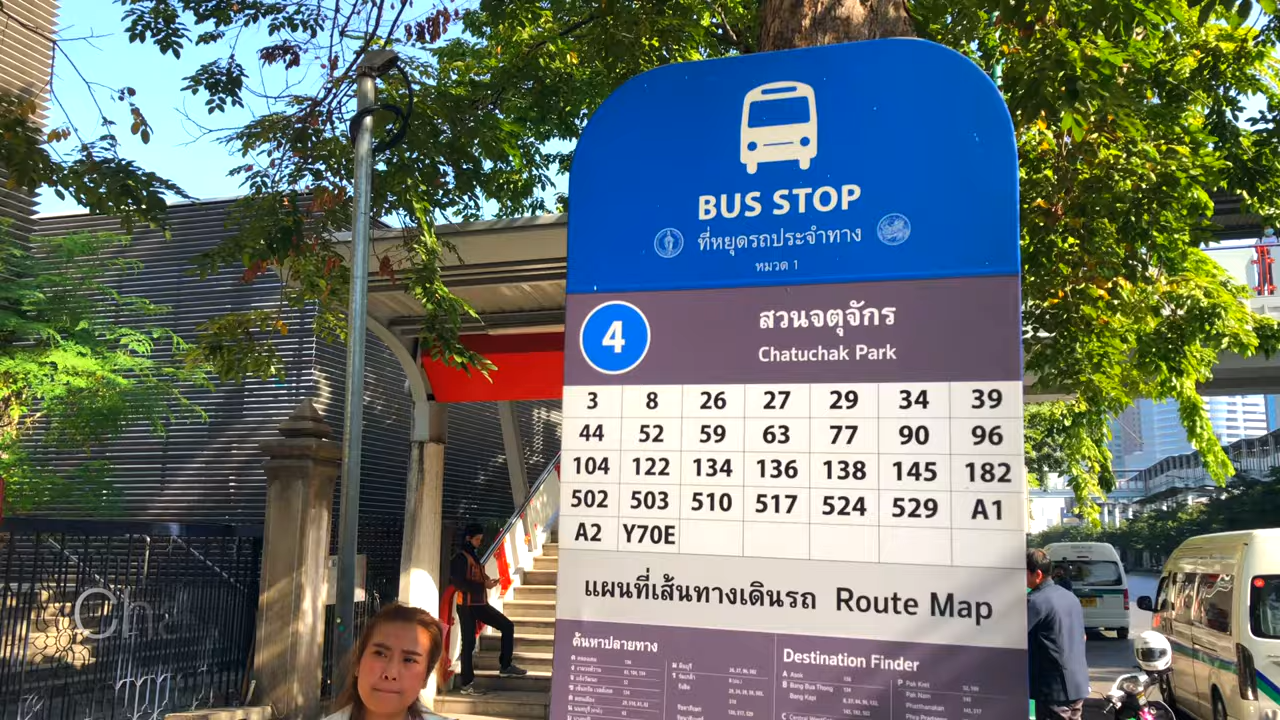 BUS STOP
ที่หยุดรถประจำทาง
หมวด 1
4
สวนจตุจักร
Chatuchak Park
3 8 26 27 29 34 39
44 52 59 63 77 90 96
104 122 134 136 138 145 182
502 503 510 517 524 529 A1
A2 Y70E
แผนที่เส้นทางเดินรถ Route Map
ค้นหาปลายทาง
Destination Finder
Cha